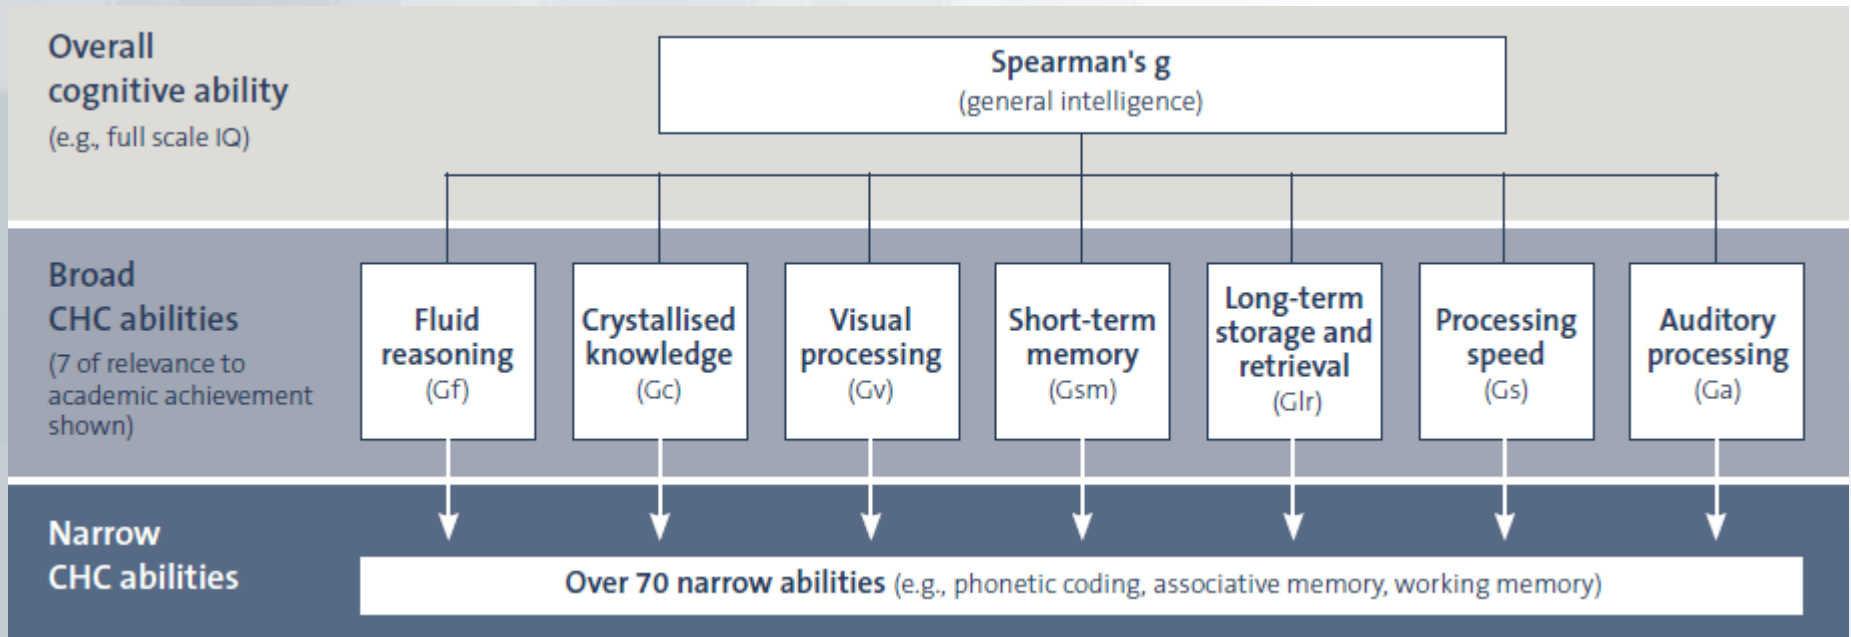 Overall
cognitive ability
(e.g., full scale IQ)
Spearman's g
(general intelligence)
Broad
CHC abilities
(7 of relevance to
academic achievement
shown)
Fluid
reasoning
(Gf)
Crystallised
knowledge
(Gc)
Visual
processing
(Gv)
Short-term
memory
(Gsm)
Long-term
storage and
retrieval
(Glr)
Processing
speed
(Gs)
Auditory
processing
(Ga)
Narrow
CHC abilities
Over 70 narrow abilities (e.g., phonetic coding, associative memory, working memory)